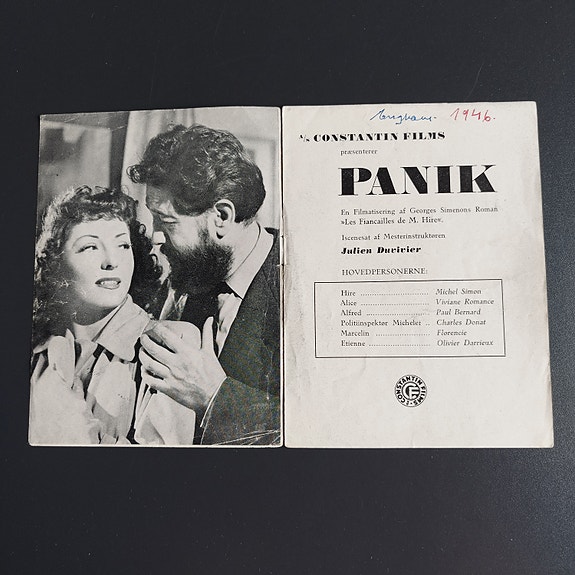 1946.
A/S CONSTANTIN FILMS
præsenterer
PANIK
En Filmatisering af Georges Simenons Roman
»Les Fiancailles de M. Hire«.
Iscenesat af Mesterinstruktøren
Julien Duvivier
HOVEDPERSONERNE:
Hire ............................ Michel Simon
Alice ............................ Viviane Romance
Alfred ......................... Paul Bernard
Politiinspektør Michelet .. Charles Donat
Marcelin ...................... Florencie
Etienne ........................ Olivier Darrieux
CONSTANTIN FILMS
CF